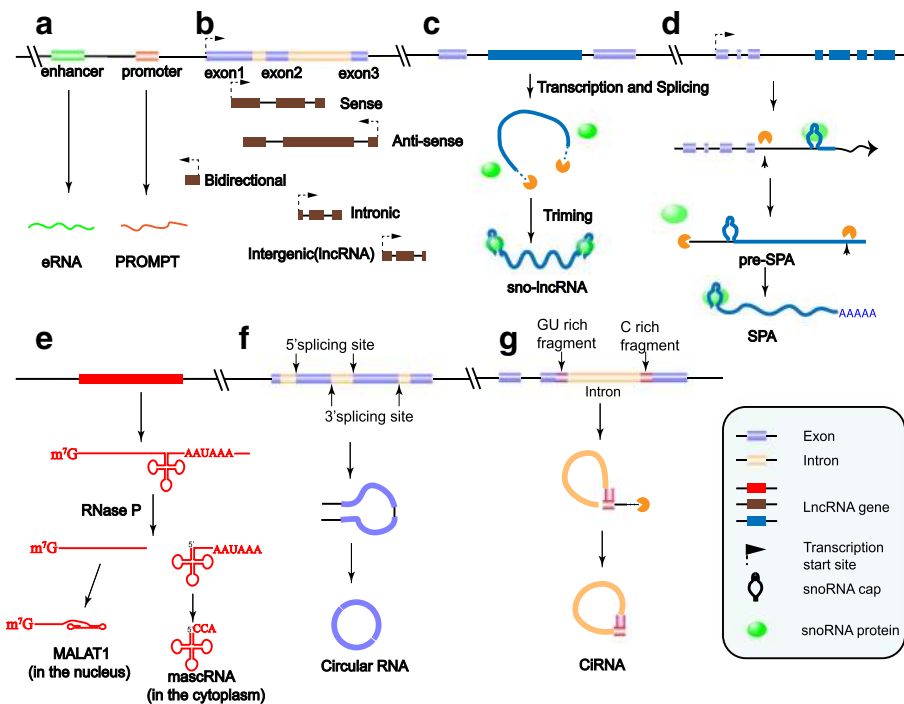 a
b
c
d
enhancer
promoter
exon1
exon2
exon3
Sense
Anti-sense
Bidirectional
Intronic
Intergenic(lncRNA)
eRNA
PROMPT
Transcription and Splicing
Triming
sno-lncRNA
pre-SPA
AAAAA
SPA
e
f
g
5'splicing site
3'splicing site
GU rich
fragment
C rich
fragment
Intron
m7G
AAUAAA
RNase P
m7G
5'
AAUAAA
m7G
5'
CCA
MALAT1
(in the nucleus)
mascRNA
(in the cytoplasm)
Circular RNA
CiRNA
Exon
Intron
LncRNA gene
Transcription
start site
snoRNA cap
snoRNA protein